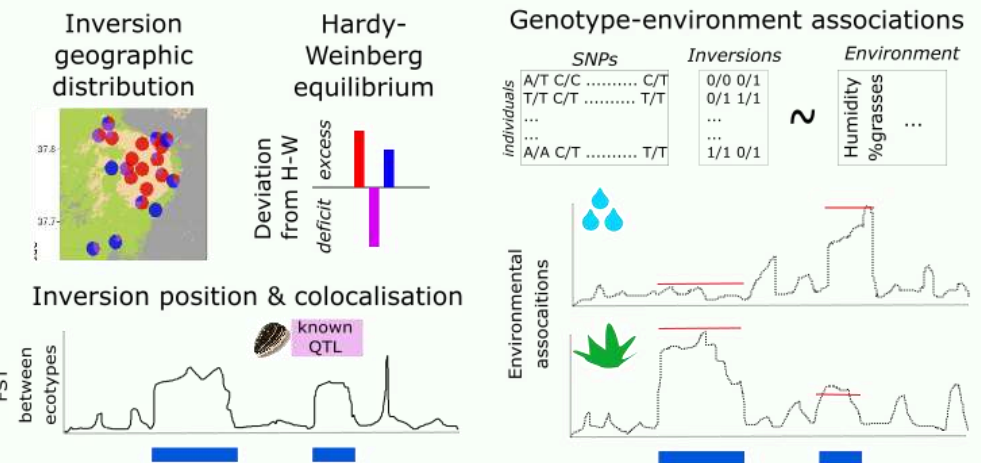 Inversion
geographic
distribution
37.8
37.7
Hardy-
Weinberg
equilibrium
Deviation
from H-W
excess
deficit
Inversion position & colocalisation
known
QTL
FST
between
ecotypes
Genotype-environment associations
SNPs
Inversions
Environment
individuals
A/T C/C .......... C/T
T/T C/T .......... T/T
...
...
A/A C/T .......... T/T
0/0 0/1
0/1 1/1
...
...
1/1 0/1
~
Humidity
%grasses
...
Environmental
assocaitions